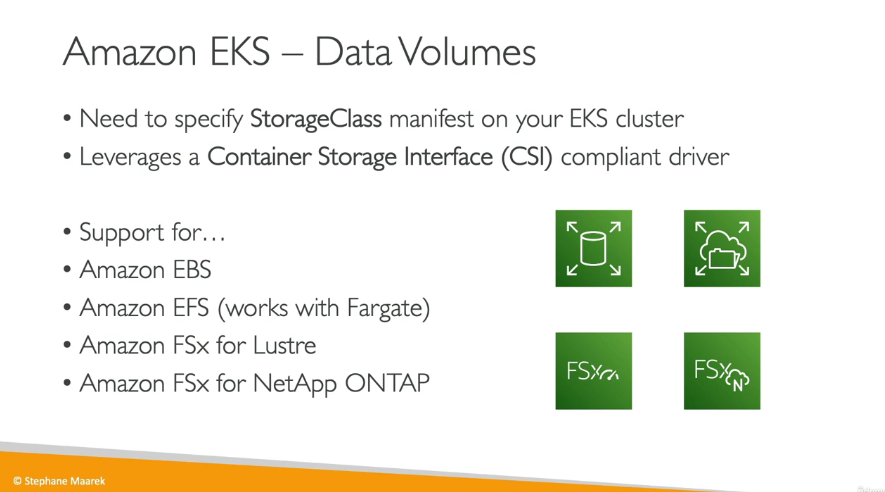 Amazon EKS – Data Volumes
• Need to specify StorageClass manifest on your EKS cluster
• Leverages a Container Storage Interface (CSI) compliant driver
• Support for…
• Amazon EBS
• Amazon EFS (works with Fargate)
• Amazon FSx for Lustre
• Amazon FSx for NetApp ONTAP
FSx
FSx
N
© Stephane Maarek